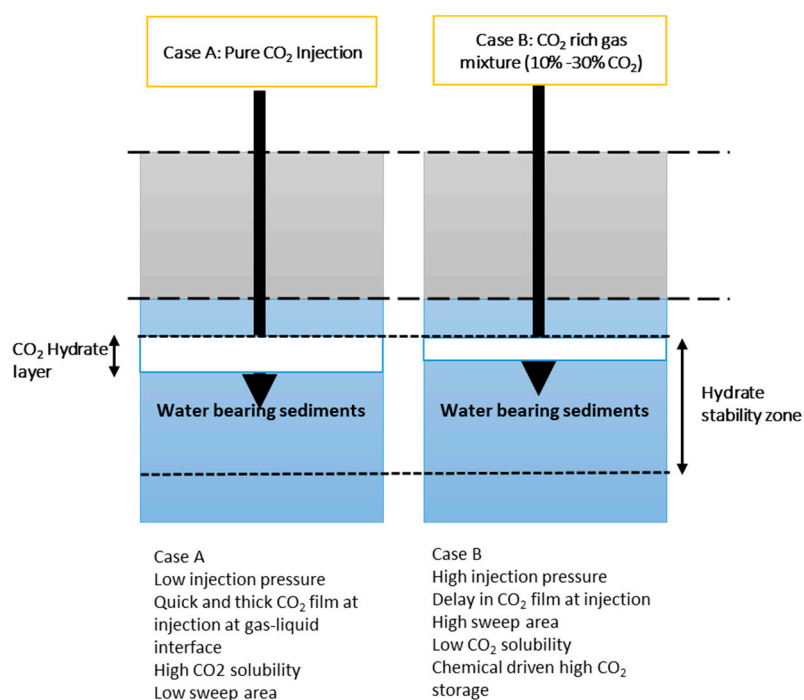 Case A: Pure CO₂ Injection
Case B: CO₂ rich gas
mixture (10% -30% CO₂)
CO₂ Hydrate
layer
Water bearing sediments
Water bearing sediments
Hydrate
stability zone
Case A
Low injection pressure
Quick and thick CO₂ film at
injection at gas-liquid
interface
High CO2 solubility
Low sweep area
Case B
High injection pressure
Delay in CO₂ film at injection
High sweep area
Low CO₂ solubility
Chemical driven high CO₂
storage